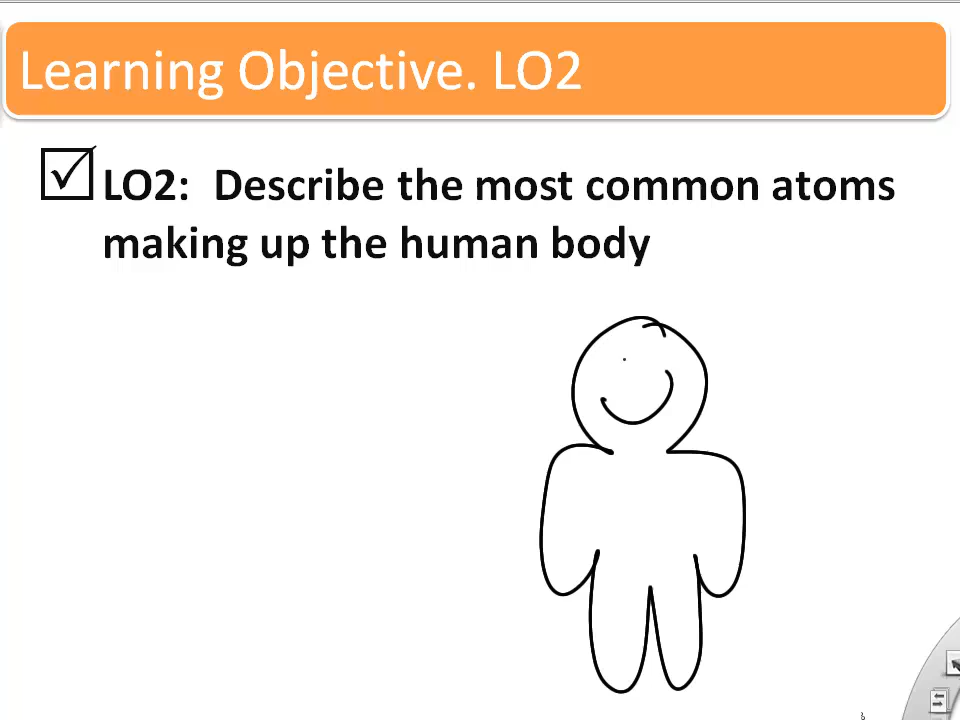 Learning Objective. LO2
LO2: Describe the most common atoms
making up the human body